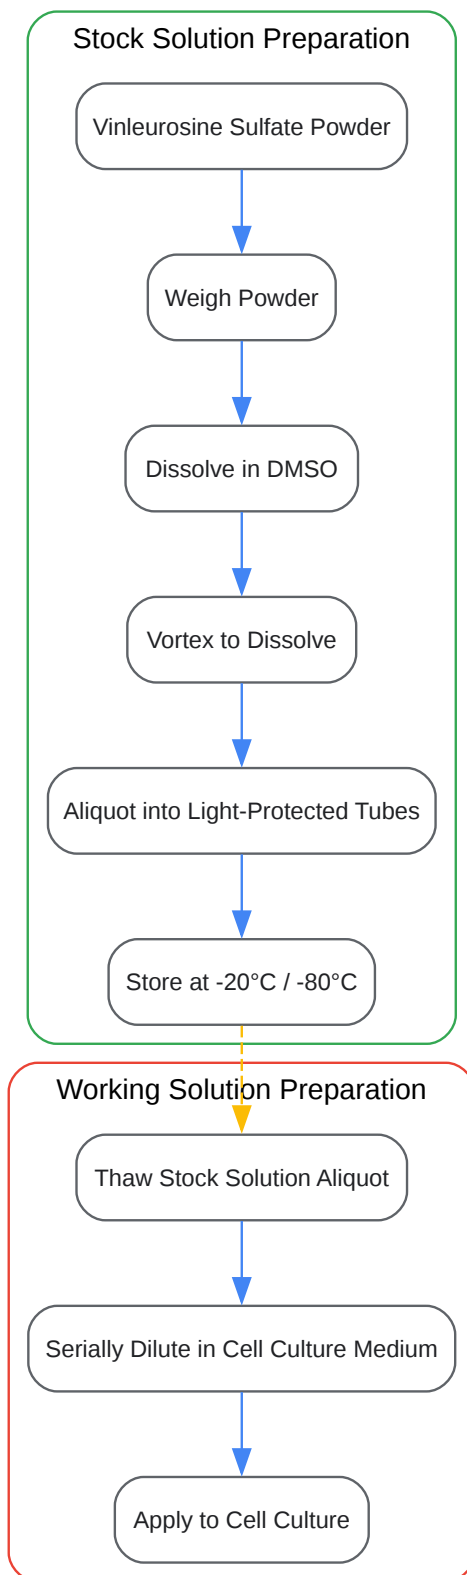 Stock Solution Preparation
Vinleurosine Sulfate Powder
Weigh Powder
Dissolve in DMSO
Vortex to Dissolve
Aliquot into Light-Protected Tubes
Store at -20°C / -80°C
Working Solution Preparation
Thaw Stock Solution Aliquot
Serially Dilute in Cell Culture Medium
Apply to Cell Culture